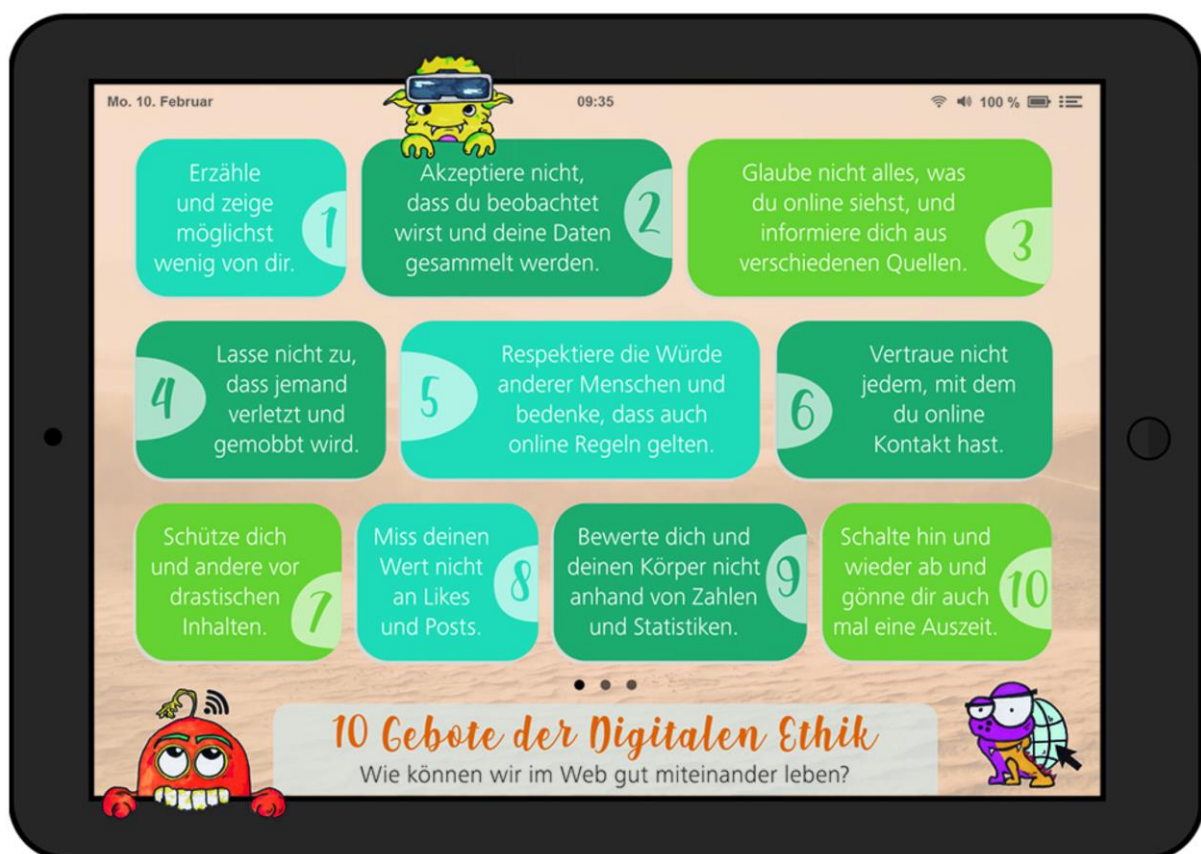 Mo. 10. Februar
09:35
100 %
Erzähle
und zeige
möglichst
wenig von dir.
1
Akzeptiere nicht,
dass du beobachtet
wirst und deine Daten
gesammelt werden.
2
Glaube nicht alles, was
du online siehst, und
informiere dich aus
verschiedenen Quellen.
3
4
Lasse nicht zu,
dass jemand
verletzt und
gemobbt wird.
5
Respektiere die Würde
anderer Menschen und
bedenke, dass auch
online Regeln gelten.
6
Vertraue nicht
jedem, mit dem
du online
Kontakt hast.
Schütze dich
und andere vor
drastischen
Inhalten.
7
Miss deinen
Wert nicht
an Likes
und Posts.
8
Bewerte dich und
deinen Körper nicht
anhand von Zahlen
und Statistiken.
9
Schalte hin und
wieder ab und
gönne dir auch
mal eine Auszeit.
10
10 Gebote der Digitalen Ethik
Wie können wir im Web gut miteinander leben?